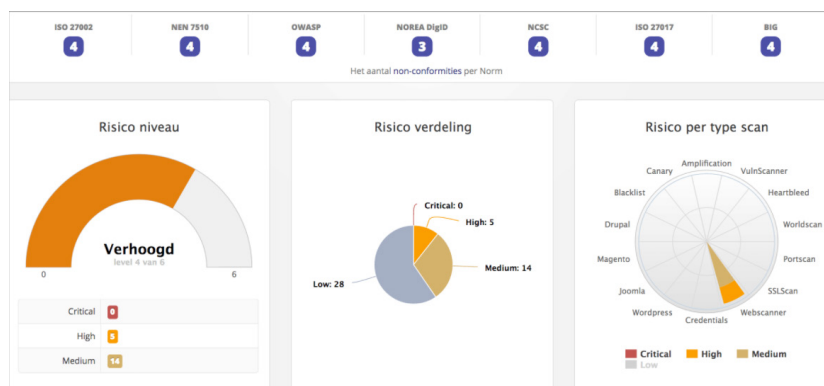 ISO 27002 NEN 7510 OWASP NOREA DigiD NCSC ISO 27017 BIG
4 4 4 3 4 4 4
Het aantal non-conformities per Norm
Risico niveau
Verhoogd
level 4 van 6
0 6
Critical 0
High 5
Medium 14
Risico verdeling
Critical: 0
High: 5
Medium: 14
Low: 28
Risico per type scan
Amplification
VulnScanner
Heartbleed
Worldscan
Portscan
SSLScan
Webscanner
Credentials
Wordpress
Joomla
Magento
Drupal
Blacklist
Canary
Critical High Medium
Low